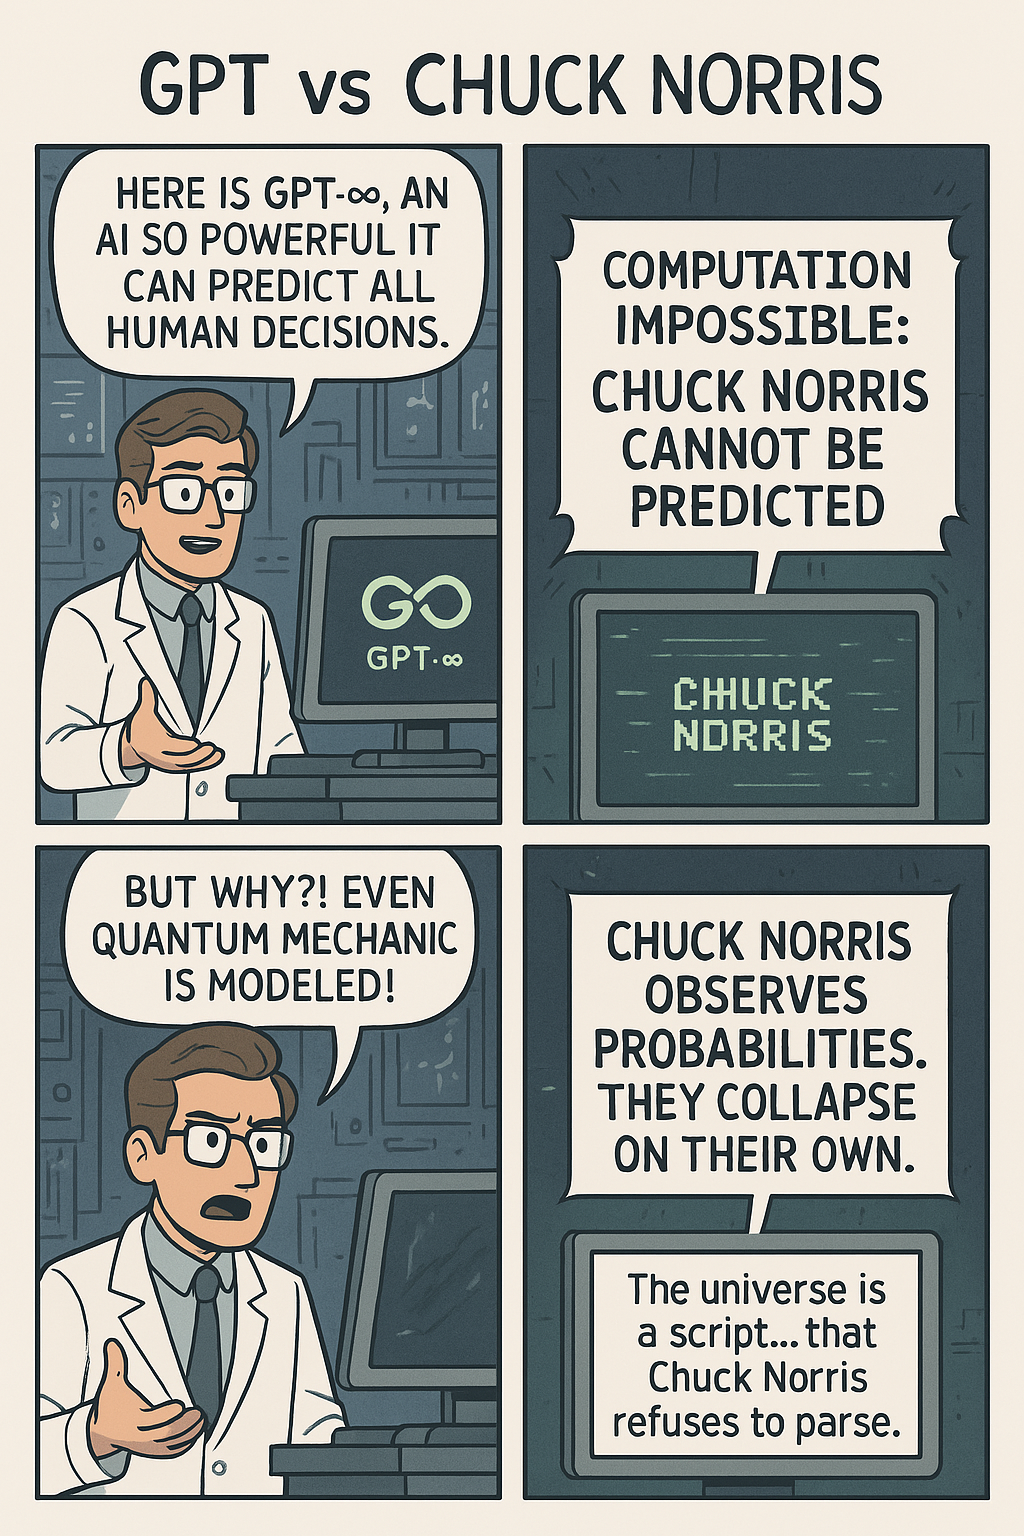 GPT vs CHUCK NORRIS
HERE IS GPT-∞, AN
AI SO POWERFUL IT
CAN PREDICT ALL
HUMAN DECISIONS.
GO
GPT-∞
COMPUTATION
IMPOSSIBLE:
CHUCK NORRIS
CANNOT BE
PREDICTED
CHUCK
NORRIS
BUT WHY?! EVEN
QUANTUM MECHANIC
IS MODELED!
CHUCK NORRIS
OBSERVES
PROBABILITIES.
THEY COLLAPSE
ON THEIR OWN.
The universe is
a script... that
Chuck Norris
refuses to parse.